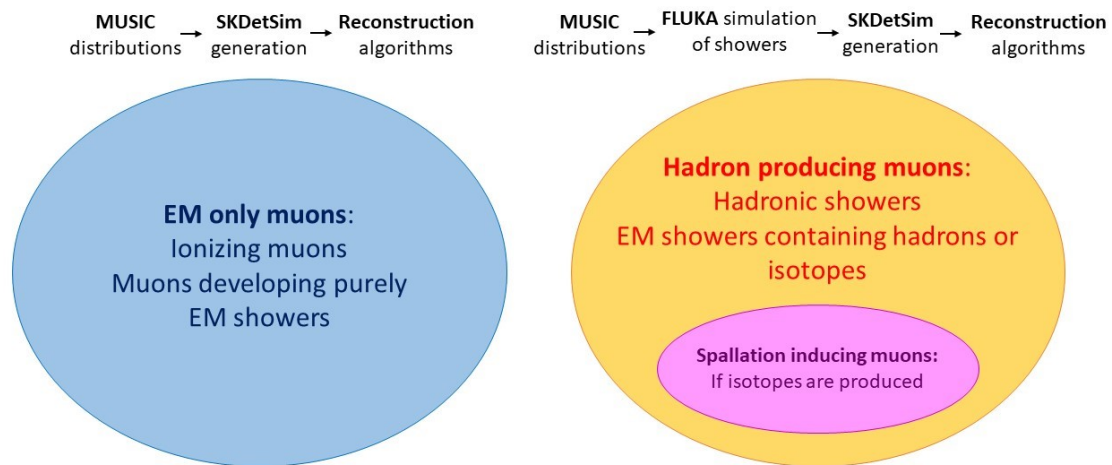 MUSIC distributions → SKDetSim generation → Reconstruction algorithms
EM only muons:
Ionizing muons
Muons developing purely
EM showers
MUSIC distributions → FLUKA simulation of showers → SKDetSim generation → Reconstruction algorithms
Hadron producing muons:
Hadronic showers
EM showers containing hadrons or
isotopes
Spallation inducing muons:
If isotopes are produced